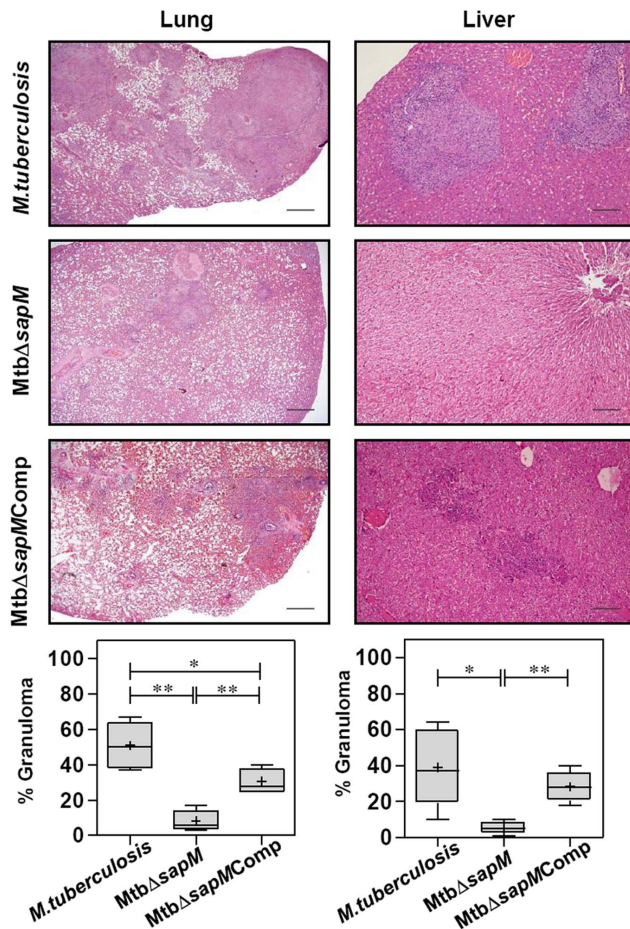 Lung Liver
M.tuberculosis
MtbΔsapM
MtbΔsapMComp
100
80
60
40
20
0
% Granuloma
*
** **
M.tuberculosis
MtbΔsapM
MtbΔsapMComp
100
80
60
40
20
0
% Granuloma
* **
M.tuberculosis
MtbΔsapM
MtbΔsapMComp